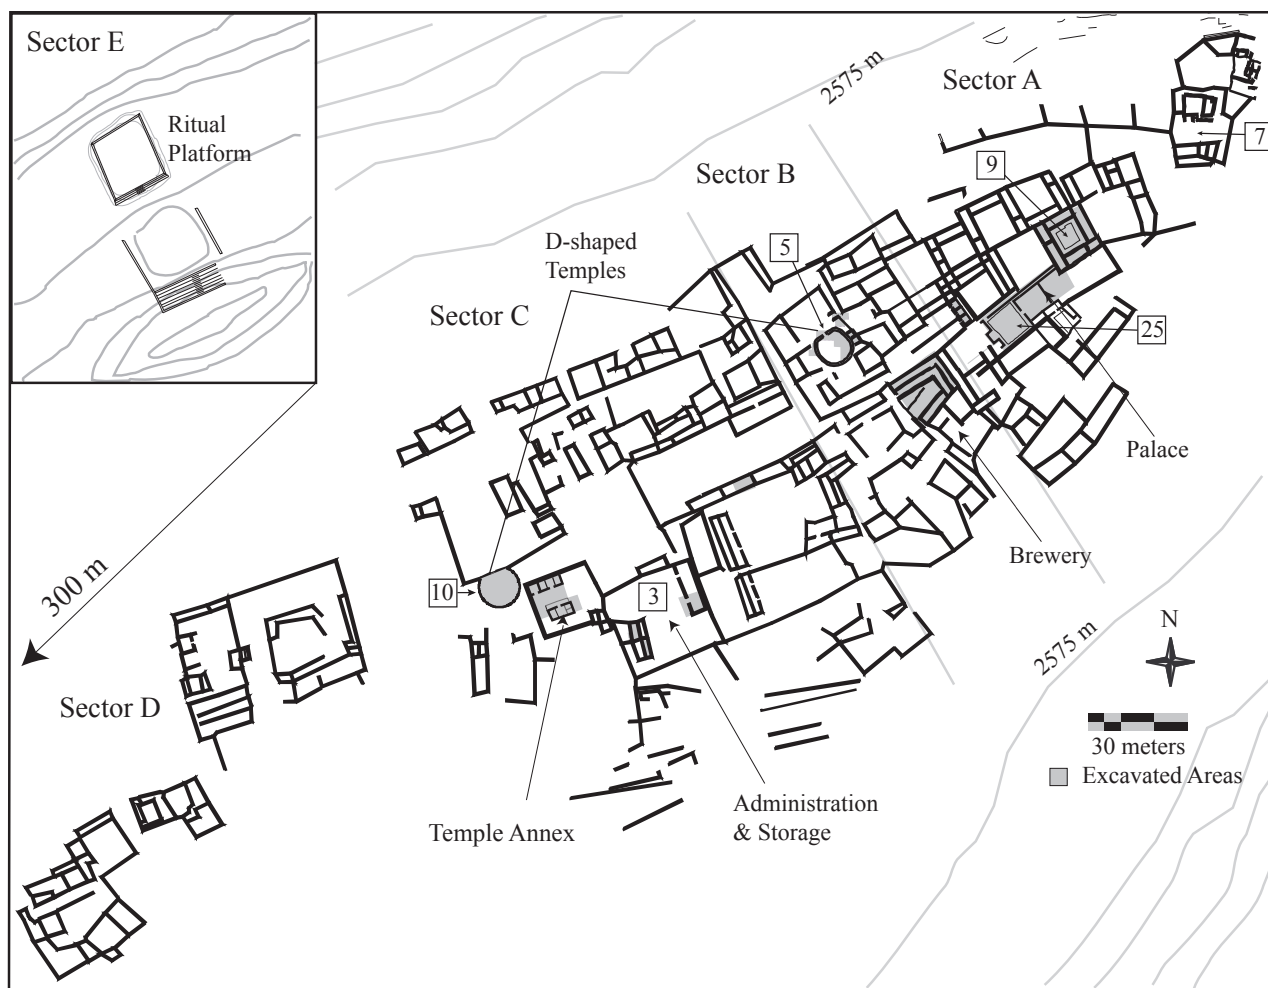 Sector E
Ritual
Platform
300 m
2575 m
Sector A
7
9
Sector B
5
D-shaped
Temples
Sector C
25
Palace
Brewery
10
3
Sector D
Temple Annex
Administration
& Storage
2575 m
N
30 meters
Excavated Areas